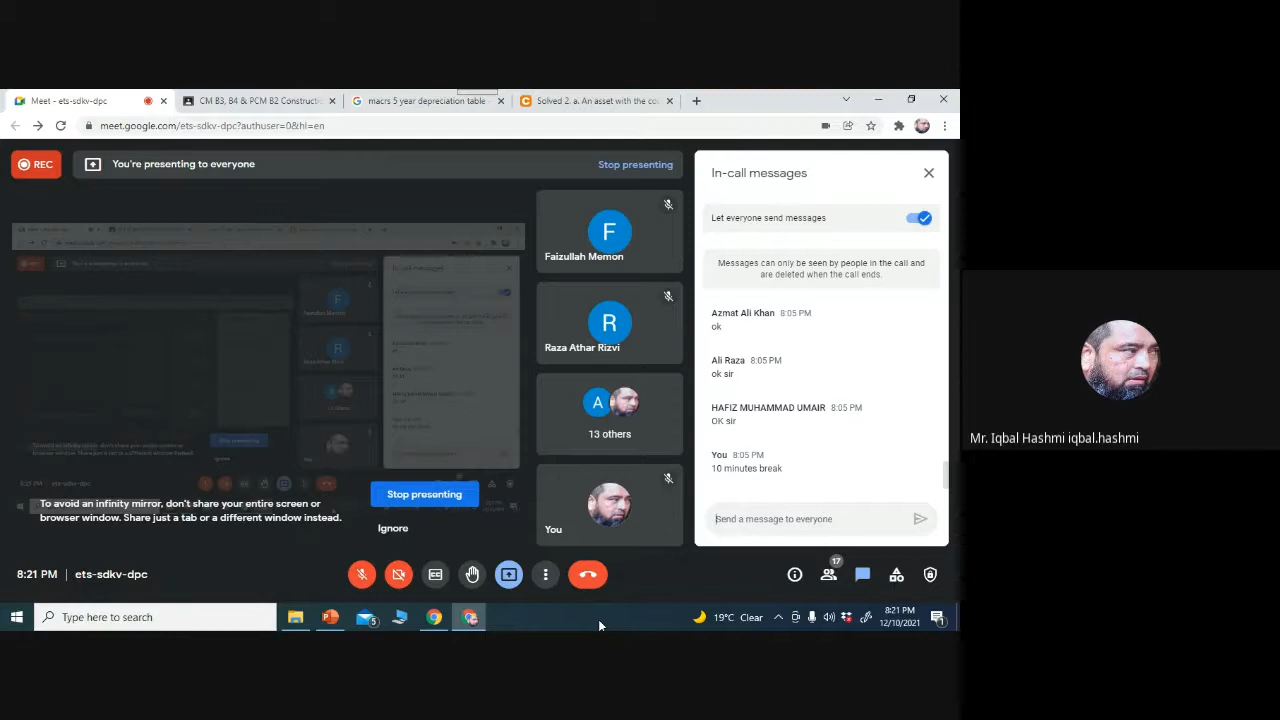 Meet - ets-sdkv-dpc
CM B3, B4 & PCM B2 Constructi
macrs 5 year depreciation table -
Solved 2. a. An asset with the co
meet.google.com/ets-sdkv-dpc?authuser=0&hl=en
REC
You're presenting to everyone
Stop presenting
F
Faizullah Memon
R
Raza Athar Rizvi
A
13 others
You
To avoid an infinity mirror, don't share your entire screen or
browser window. Share just a tab or a different window instead.
Stop presenting
Ignore
In-call messages
Let everyone send messages
Messages can only be seen by people in the call and
are deleted when the call ends.
Azmat Ali Khan 8:05 PM
ok
Ali Raza 8:05 PM
ok sir
HAFIZ MUHAMMAD UMAIR 8:05 PM
OK sir
You 8:05 PM
10 minutes break
Send a message to everyone
Mr. Iqbal Hashmi iqbal.hashmi
8:21 PM | ets-sdkv-dpc
17
Type here to search
5
19°C Clear
8:21 PM
12/10/2021
1